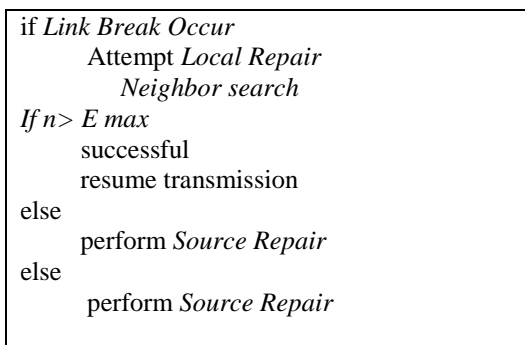 if Link Break Occur
Attempt Local Repair
Neighbor search
If n> E max
successful
resume transmission
else
perform Source Repair
else
perform Source Repair